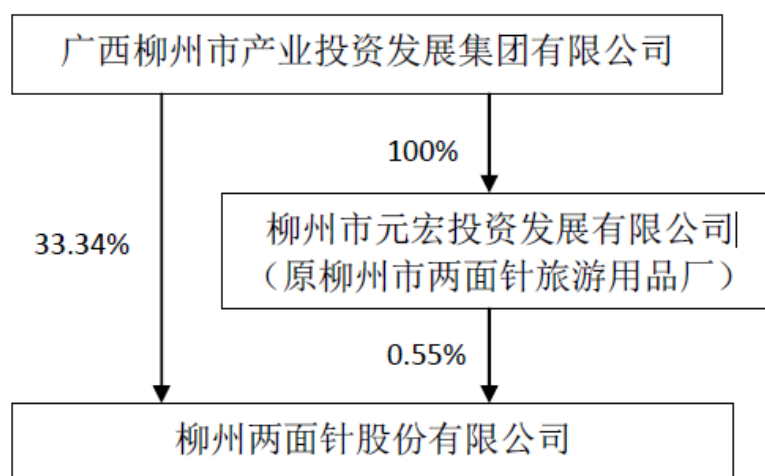 广西柳州市产业投资发展集团有限公司
100%
33.34%
柳州市元宏投资发展有限公司
（原柳州市两面针旅游用品厂）
0.55%
柳州两面针股份有限公司